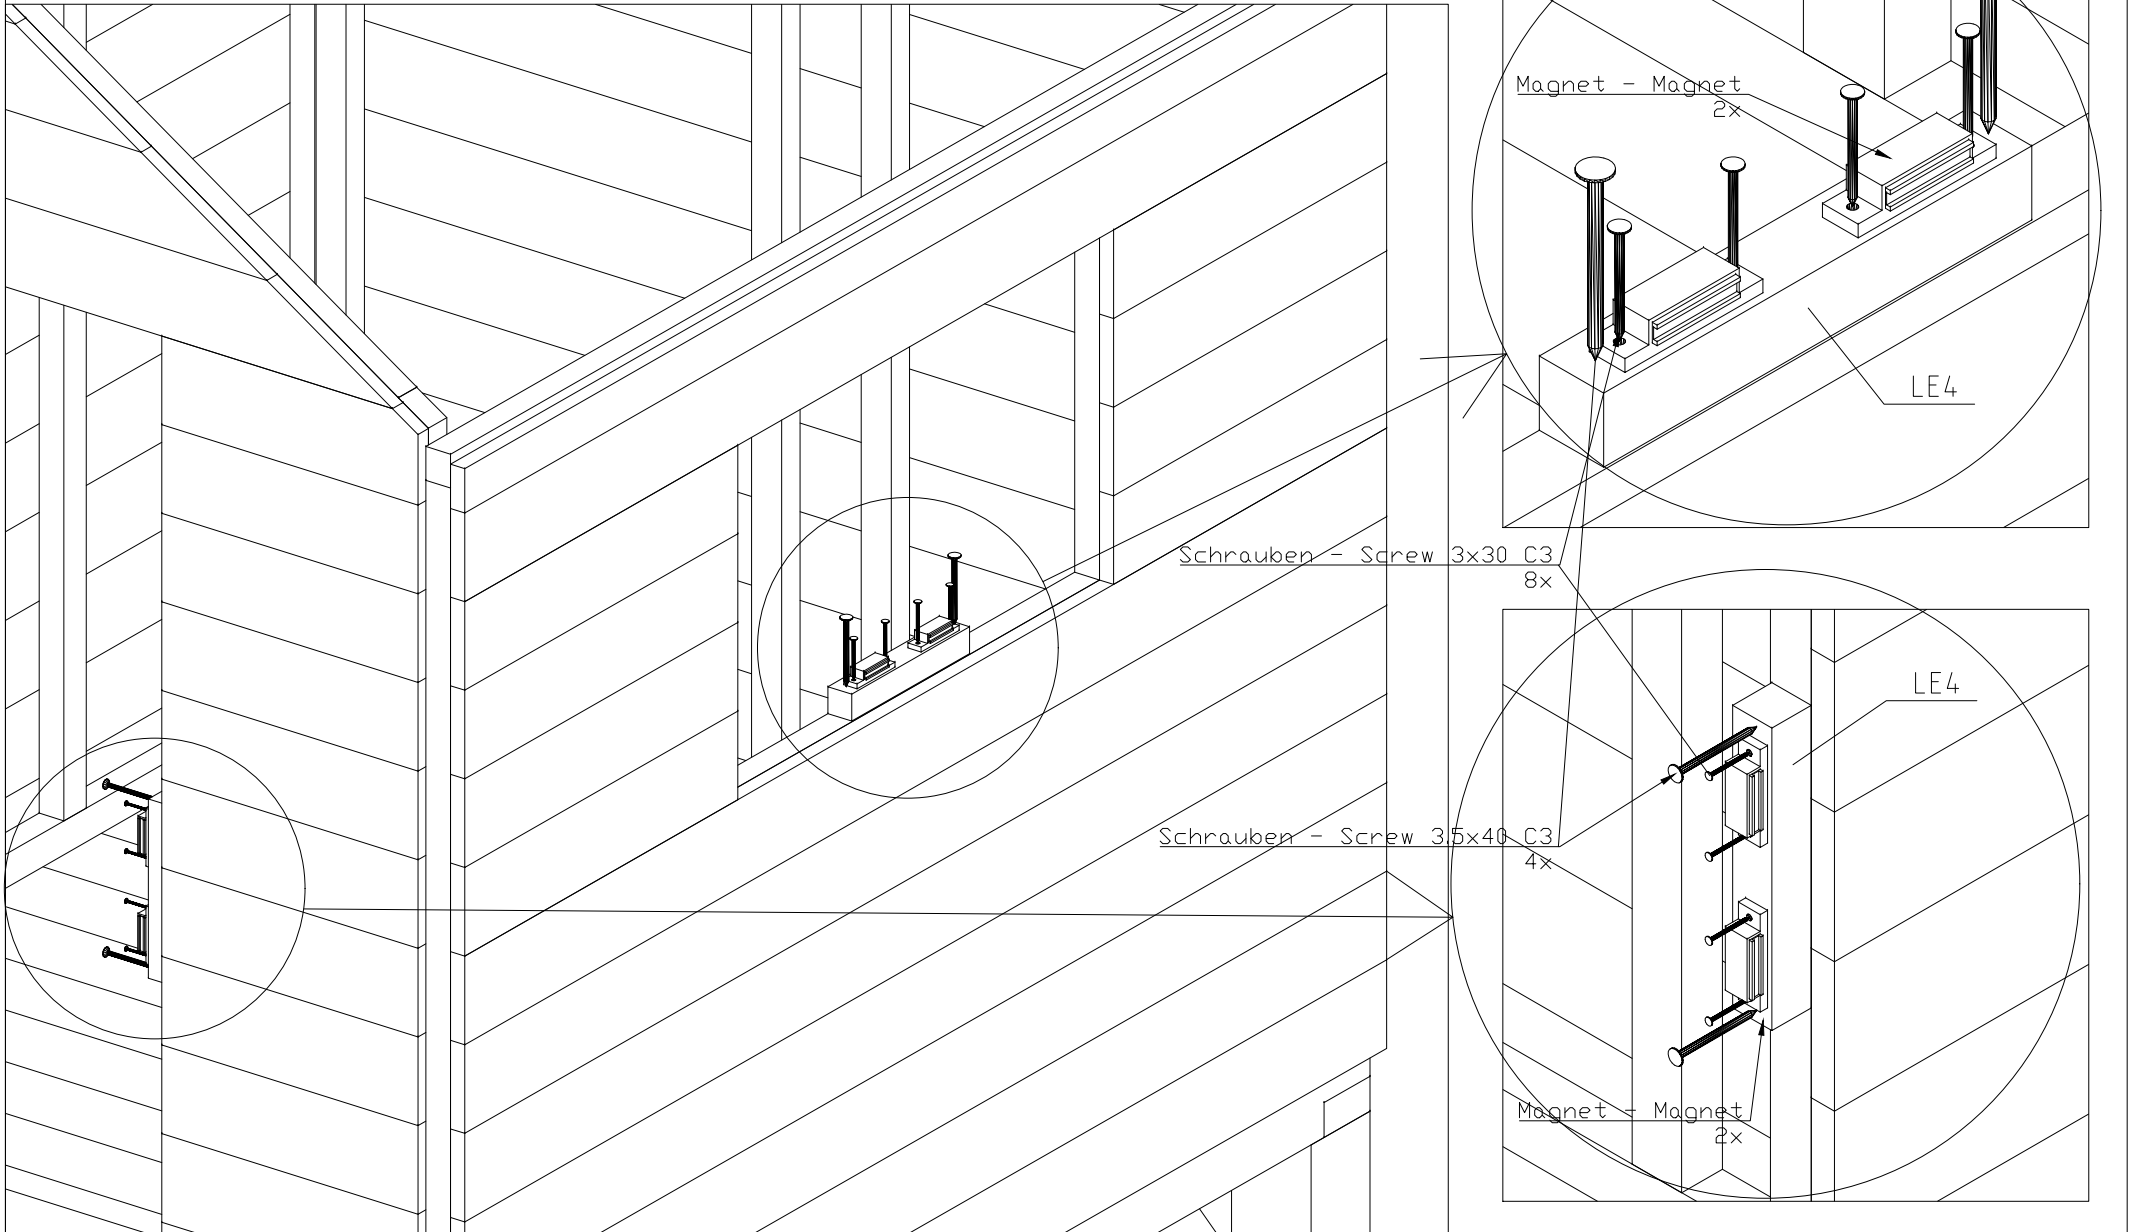 Magnet - Magnet
2x
LE4
Schrauben - Screw 3x30 C3
8x
LE4
Schrauben - Screw 3.5x40 C3
4x
Magnet - Magnet
2x